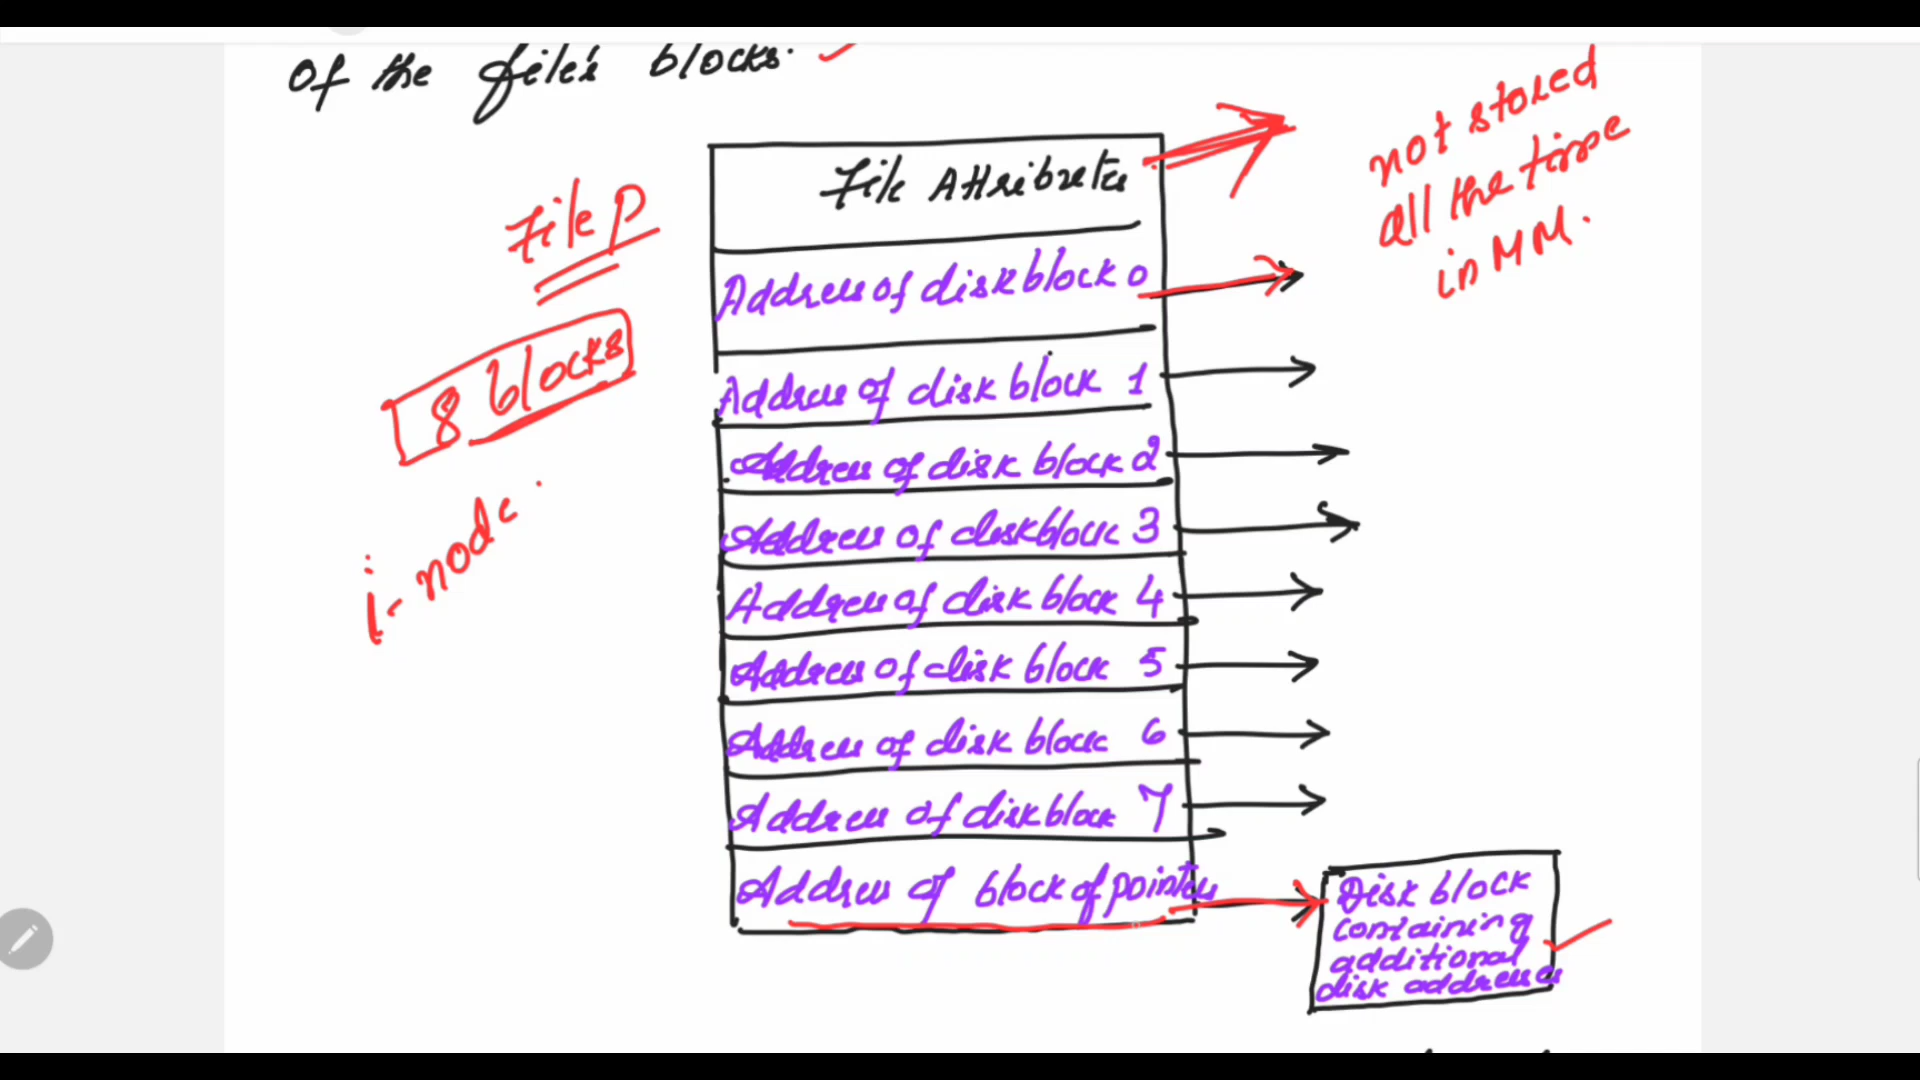 of the file's blocks.
File Attributes
not stored
all the time
in MM.
File P
8 blocks
i-node.
Address of disk block 0
Address of disk block 1
Address of disk block 2
Address of disk block 3
Address of disk block 4
Address of disk block 5
Address of disk block 6
Address of disk block 7
Address of block of pointers
Disk block
containing
additional
disk addresses